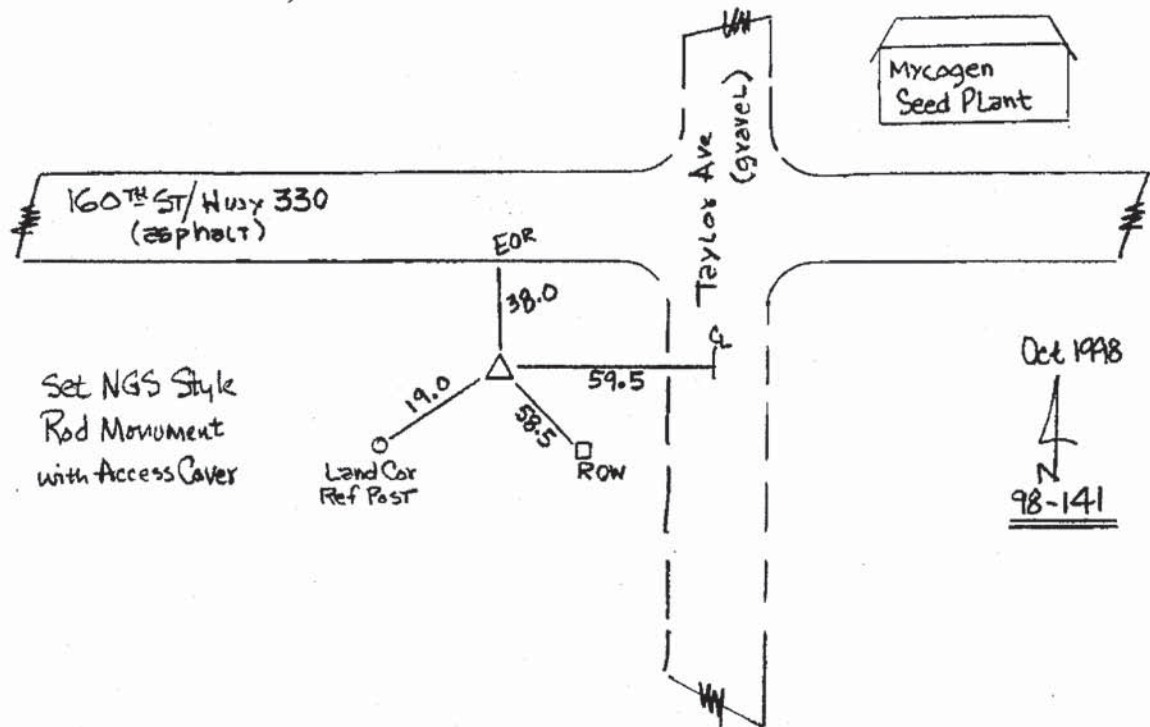 Mycogen
Seed Plant
Taylor Ave
(gravel)
160TH ST/Hwy 330
(asphalt)
EOR
38.0
CL
59.5
19.0
58.5
Set NGS Style
Rod Monument
with Access Cover
Land Cor
Ref Post
ROW
Oct 1998
N
98-141